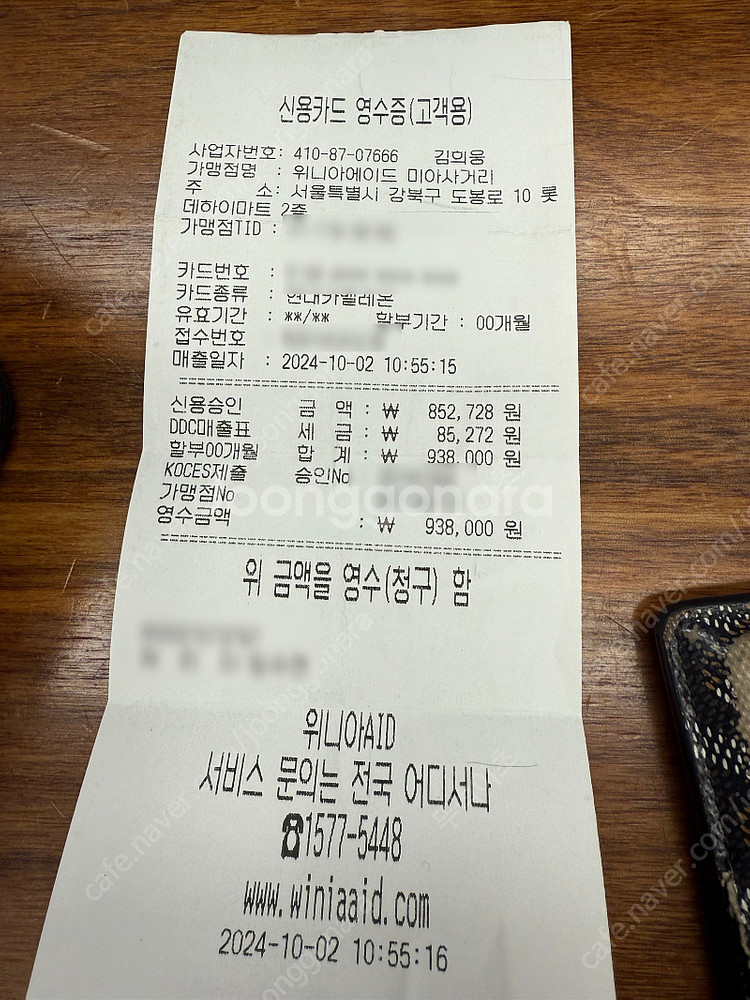 신용카드 영수증(고객용)
사업자번호: 410-87-07666 김희웅
가맹점명 : 위니아에이드 미아사거리
주 소: 서울특별시 강북구 도봉로 10 롯
데하이마트 2층
가맹점TID :
카드번호 :
카드종류 : 현대카드
유효기간 : **/** 할부기간 : 00개월
접수번호 :
매출일자 : 2024-10-02 10:55:15
신용승인 금 액 : ₩ 852,728 원
DDC매출표 세 금 : ₩ 85,272 원
할부00개월 합 계 : ₩ 938,000 원
KOCES제출 승인No
가맹점No
joonggonara
영수금액 : ₩ 938,000 원
위 금액을 영수(청구) 함
위니아AID
서비스 문의는 전국 어디서나
☎1577-5448
www.winiaaid.com
2024-10-02 10:55:16